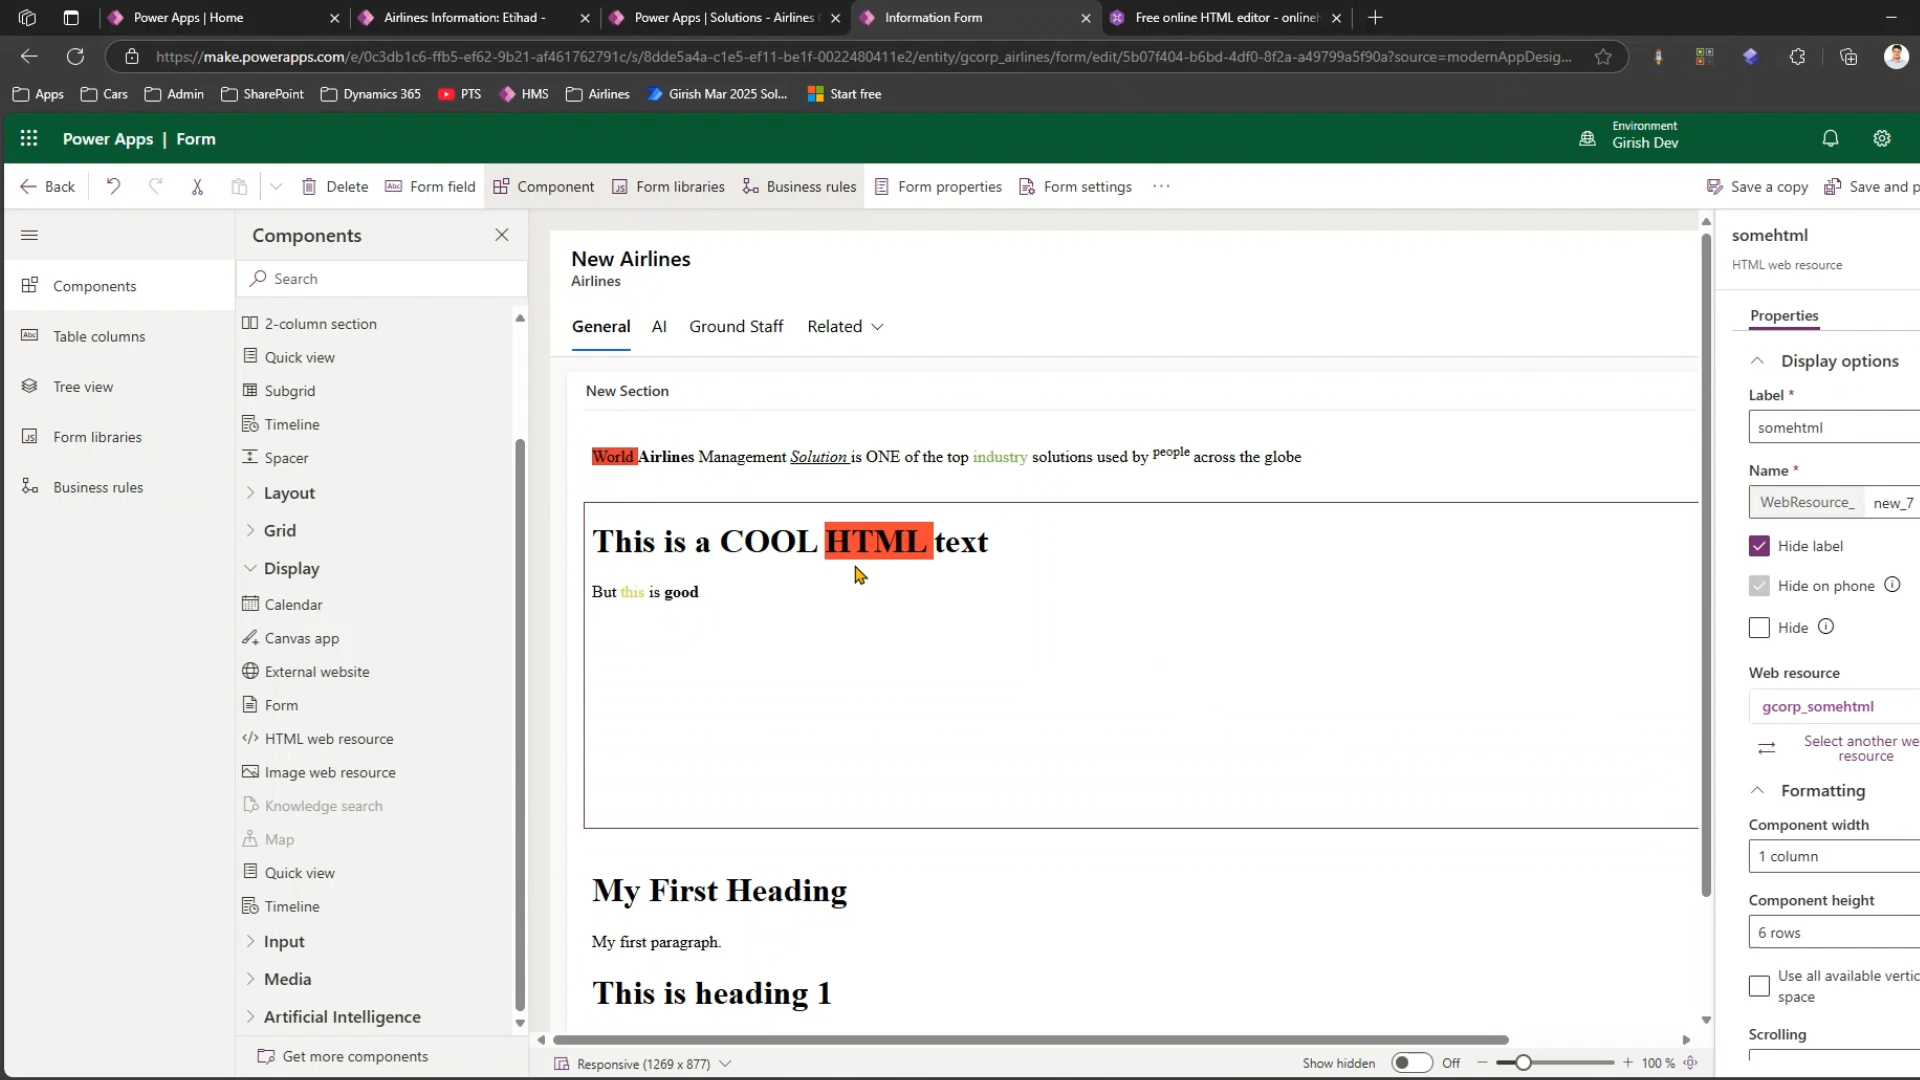 Power Apps | Home
Airlines: Information: Etihad -
Power Apps | Solutions - Airlines
Information Form
Free online HTML editor - onlineh
https://make.powerapps.com/e/0c3db1c6-ffb5-ef62-9b21-af461762791c/s/8dde5a4a-c1e5-ef11-be1f-0022480411e2/entity/gcorp_airlines/form/edit/5b07f404-b6bd-4df0-8f2a-a49799a5f90a?source=modernAppDesig...
Apps
Cars
Admin
SharePoint
Dynamics 365
PTS
HMS
Airlines
Girish Mar 2025 Sol...
Start free
Power Apps | Form
Environment
Girish Dev
Back
Delete
Form field
Component
Form libraries
Business rules
Form properties
Form settings
...
Save a copy
Save and p
Components
Table columns
Tree view
Form libraries
Business rules
Components
Search
2-column section
Quick view
Subgrid
Timeline
Spacer
Layout
Grid
Display
Calendar
Canvas app
External website
Form
HTML web resource
Image web resource
Knowledge search
Map
Quick view
Timeline
Input
Media
Artificial Intelligence
Get more components
New Airlines
Airlines
General
AI
Ground Staff
Related
New Section
World Airlines Management Solution is ONE of the top industry solutions used by people across the globe
This is a COOL HTML text
But this is good
My First Heading
My first paragraph.
This is heading 1
Responsive (1269 x 877)
Show hidden
Off
100 %
somehtml
HTML web resource
Properties
Display options
Label *
somehtml
Name *
WebResource_
new_7
Hide label
Hide on phone
Hide
Web resource
gcorp_somehtml
Select another we
resource
Formatting
Component width
1 column
Component height
6 rows
Use all available vertic
space
Scrolling